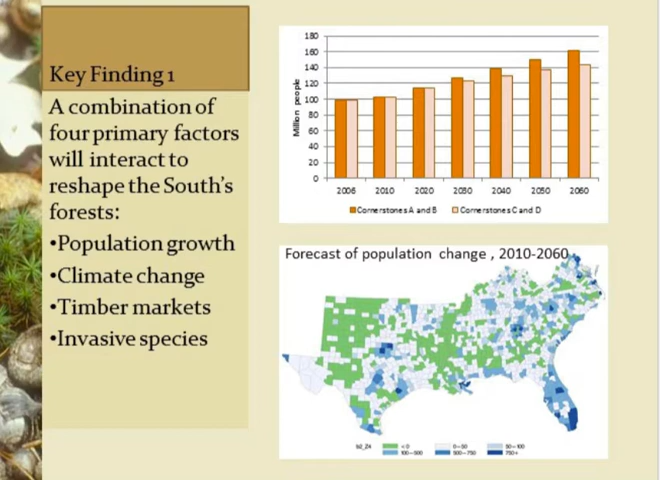 Key Finding 1
A combination of
four primary factors
will interact to
reshape the South's
forests:
•Population growth
•Climate change
•Timber markets
•Invasive species
Million people
180
160
140
120
100
80
60
40
20
0
2006 2010 2020 2030 2040 2050 2060
Cornerstones A and B Cornerstones C and D
Forecast of population change , 2010-2060
< 0 0-50 50-100
100-500 500-750 750+